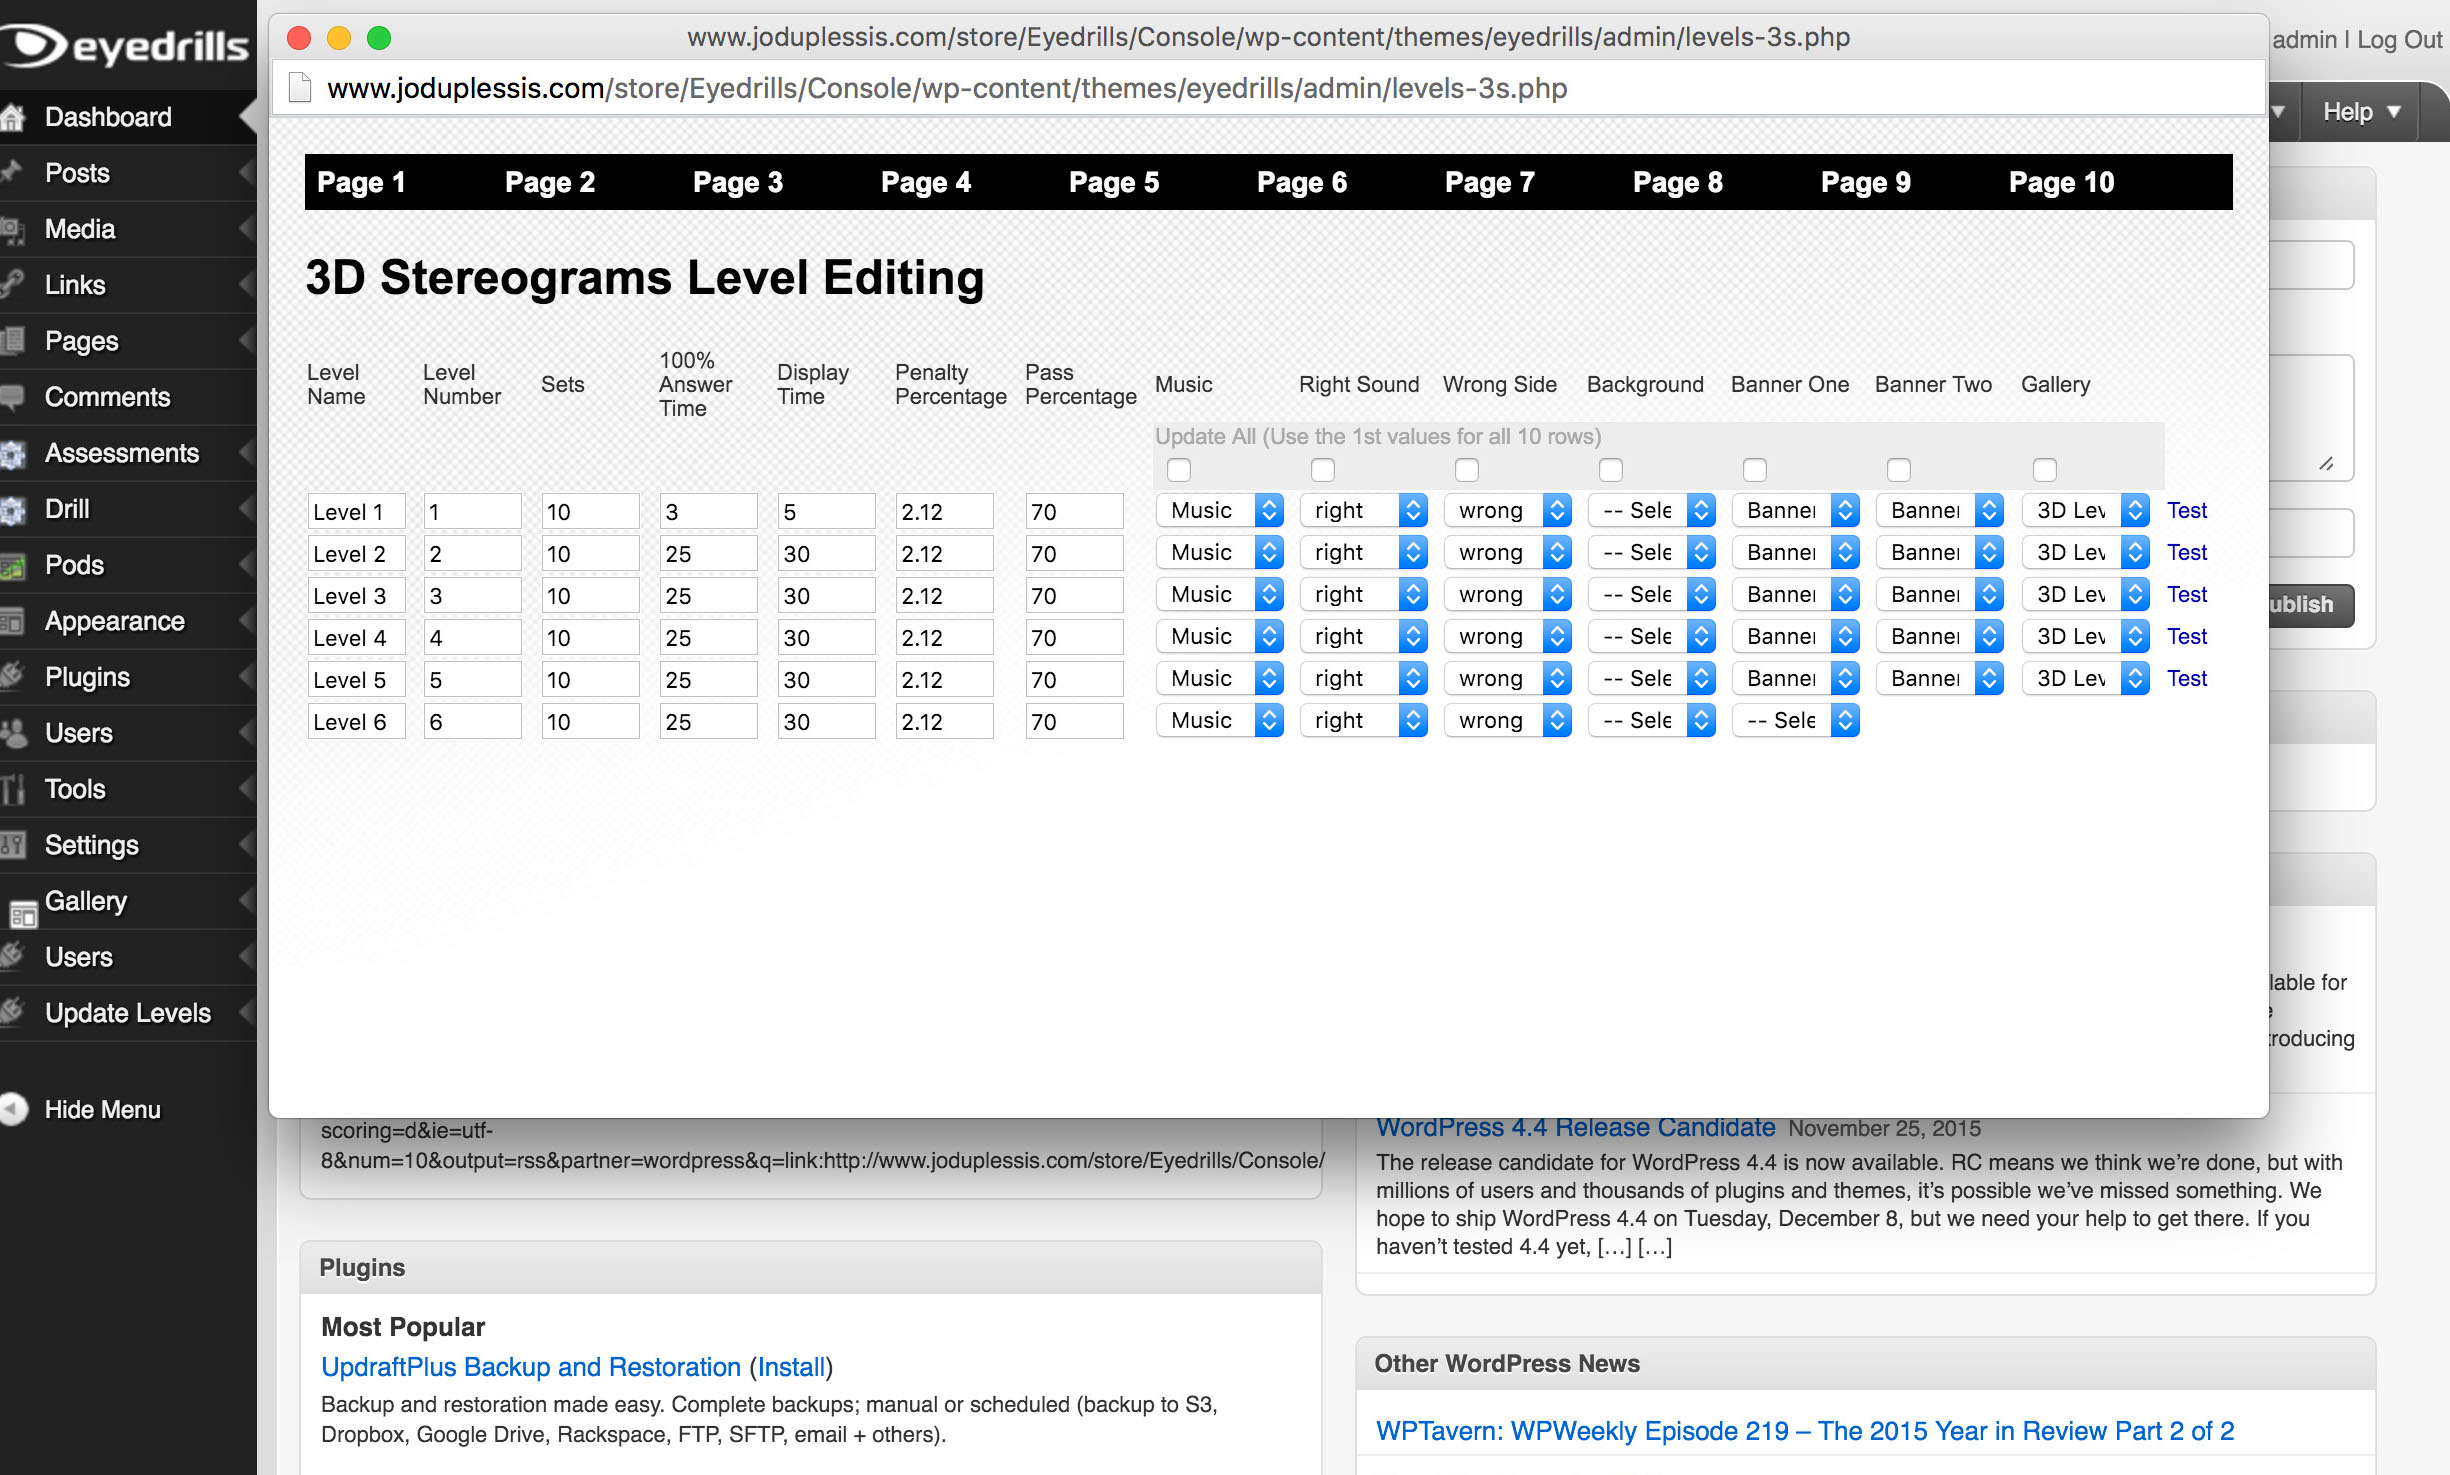 eyedrills
www.joduplessis.com/store/Eyedrills/Console/wp-content/themes/eyedrills/admin/levels-3s.php
admin | Log Out
www.joduplessis.com/store/Eyedrills/Console/wp-content/themes/eyedrills/admin/levels-3s.php
Help
Dashboard
Posts
Media
Links
Pages
Comments
Assessments
Drill
Pods
Appearance
Plugins
Users
Tools
Settings
Gallery
Users
Update Levels
Hide Menu
Page 1 Page 2 Page 3 Page 4 Page 5 Page 6 Page 7 Page 8 Page 9 Page 10
3D Stereograms Level Editing
Level Name Level Number Sets 100% Answer Time Display Time Penalty Percentage Pass Percentage Music Right Sound Wrong Side Background Banner One Banner Two Gallery
Update All (Use the 1st values for all 10 rows)
Level 1 1 10 3 5 2.12 70 Music right wrong -- Sele Banner Banner 3D Lev Test
Level 2 2 10 25 30 2.12 70 Music right wrong -- Sele Banner Banner 3D Lev Test
Level 3 3 10 25 30 2.12 70 Music right wrong -- Sele Banner Banner 3D Lev Test
Level 4 4 10 25 30 2.12 70 Music right wrong -- Sele Banner Banner 3D Lev Test
Level 5 5 10 25 30 2.12 70 Music right wrong -- Sele Banner Banner 3D Lev Test
Level 6 6 10 25 30 2.12 70 Music right wrong -- Sele -- Sele
ublish
lable for
troducing
scoring=d&ie=utf-
8&num=10&output=rss&partner=wordpress&q=link:http://www.joduplessis.com/store/Eyedrills/Console/
Plugins
Most Popular
UpdraftPlus Backup and Restoration (Install)
Backup and restoration made easy. Complete backups; manual or scheduled (backup to S3,
Dropbox, Google Drive, Rackspace, FTP, SFTP, email + others).
WordPress 4.4 Release Candidate November 25, 2015
The release candidate for WordPress 4.4 is now available. RC means we think we're done, but with
millions of users and thousands of plugins and themes, it's possible we've missed something. We
hope to ship WordPress 4.4 on Tuesday, December 8, but we need your help to get there. If you
haven't tested 4.4 yet, […] […]
Other WordPress News
WPTavern: WPWeekly Episode 219 – The 2015 Year in Review Part 2 of 2